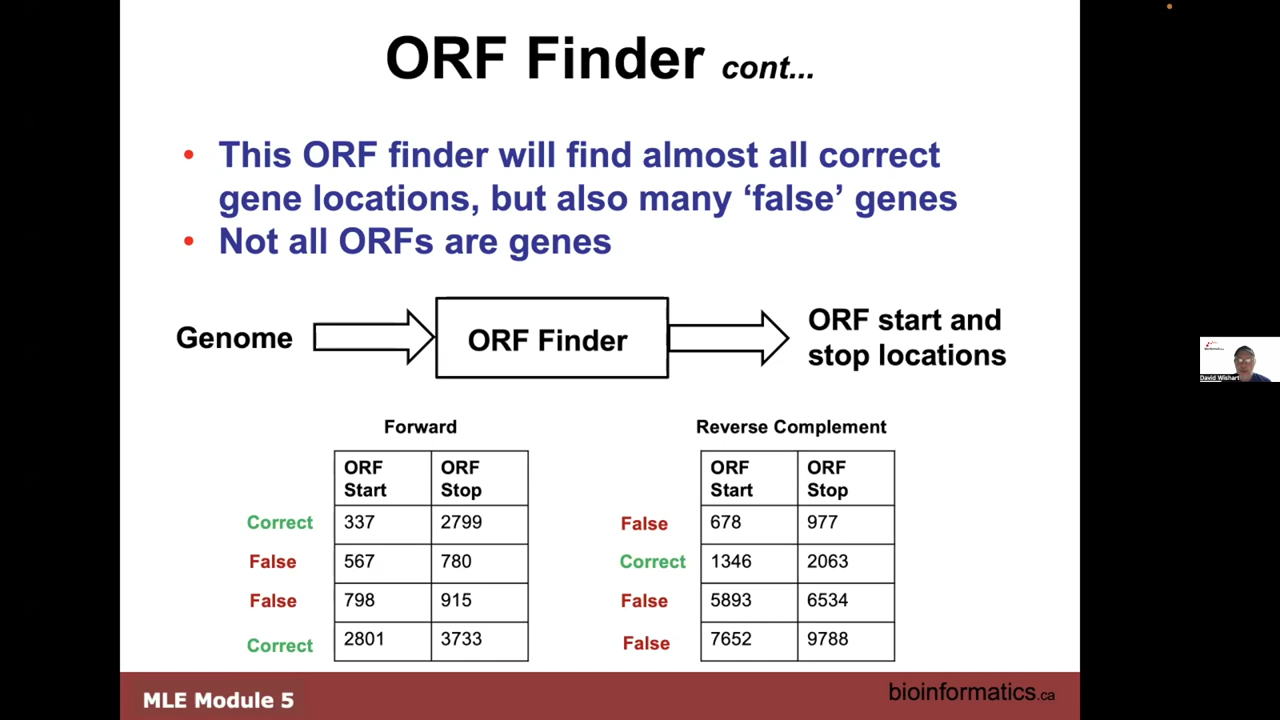 ORF Finder cont...
• This ORF finder will find almost all correct
gene locations, but also many ‘false’ genes
• Not all ORFs are genes
Genome
ORF Finder
ORF start and
stop locations
Forward
ORF Start ORF Stop
Correct 337 2799
False 567 780
False 798 915
Correct 2801 3733
Reverse Complement
ORF Start ORF Stop
False 678 977
Correct 1346 2063
False 5893 6534
False 7652 9788
MLE Module 5
bioinformatics.ca
David Wishart